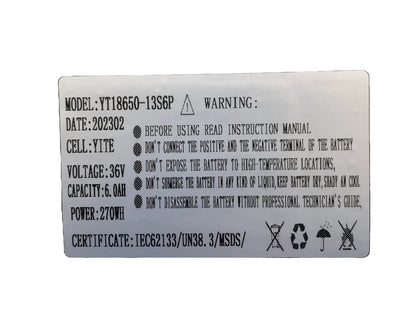 MODEL:YT18650-13S6P WARNING:
DATE:202302
BEFORE USING READ INSTRUCTION MANUAL
CELL:YITE
DON'T CONNECT THE POSITIVE AND THE NEGATIVE TERMINAL OF THE BATTERY
VOLTAGE:36V
DON'T EXPOSE THE BATTERY TO HIGH-TEMPERATURE LOCATIONS,
CAPACITY:6.0AH
DON'T SUBMERGE THE BATTERY IN ANY KIND OF LIQUID,KEEP BATTERY DRY, SHADY AN COOL
DON'T DISASSEMBLE THE BATTERY WITHOUT PROFESSIONAL TECHNICIAN'S GUIDE,
POWER:270WH
CERTIFICATE:IEC62133/UN38.3/MSDS/